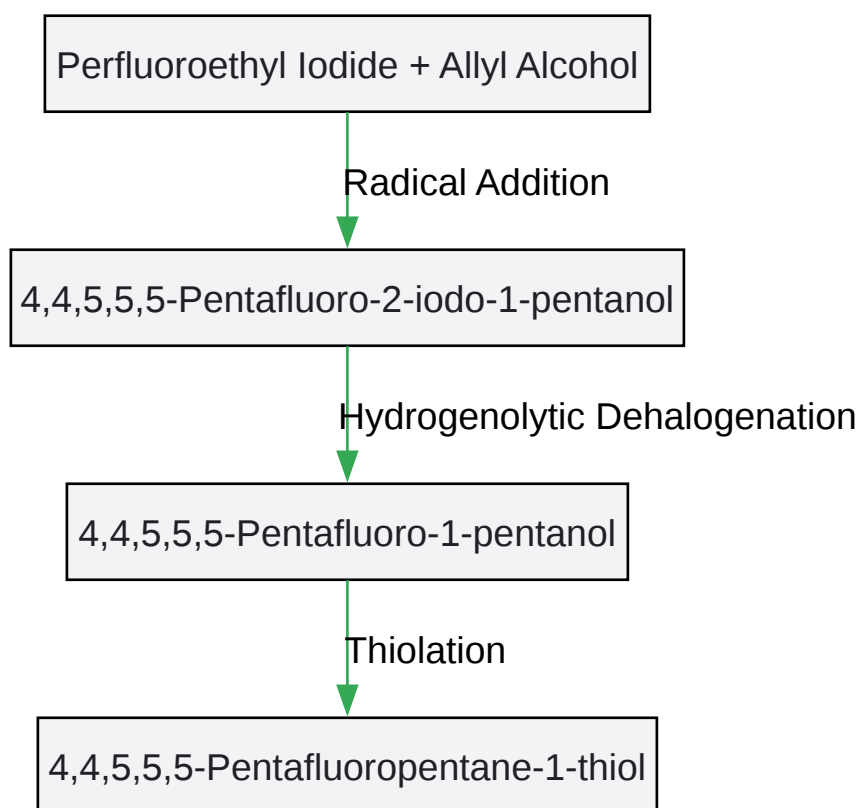 Perfluoroethyl Iodide + Allyl Alcohol
Radical Addition
4,4,5,5,5-Pentafluoro-2-iodo-1-pentanol
Hydrogenolytic Dehalogenation
4,4,5,5,5-Pentafluoro-1-pentanol
Thiolation
4,4,5,5,5-Pentafluoropentane-1-thiol